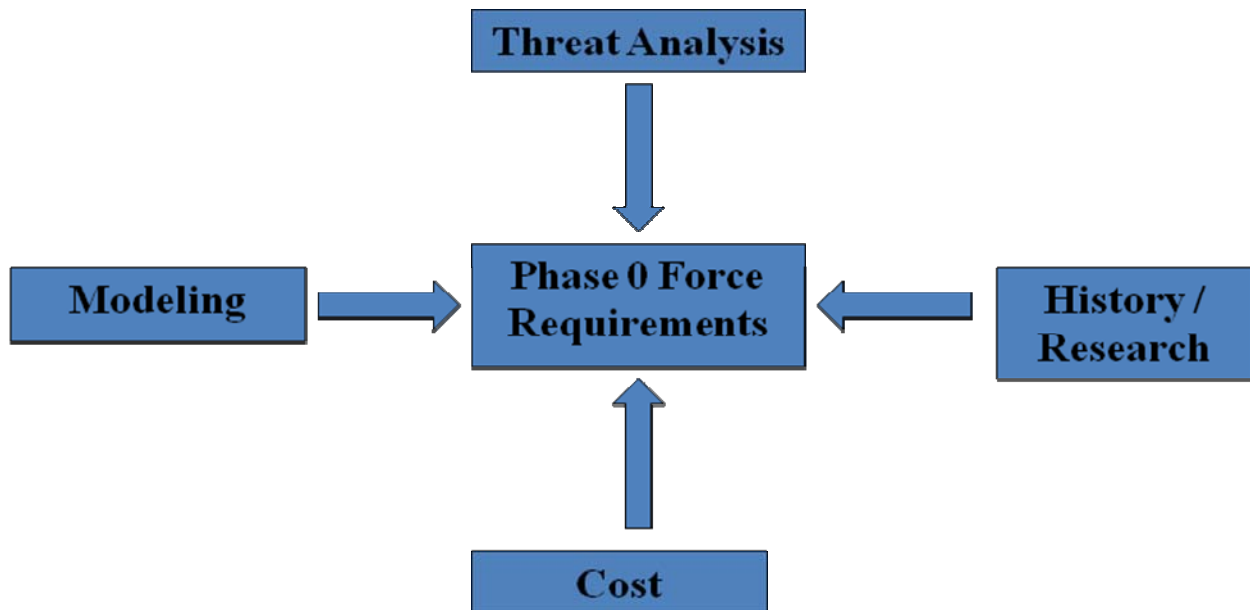 Threat Analysis
Modeling
Phase 0 Force
Requirements
History /
Research
Cost